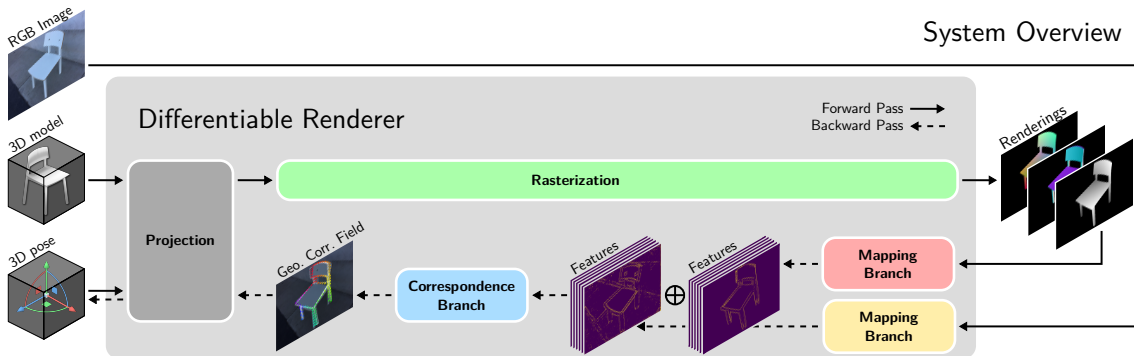 System Overview
RGB Image
Differentiable Renderer
Forward Pass
Backward Pass
3D model
Renderings
Rasterization
Projection
3D pose
Geo. Corr. Field
Correspondence
Branch
Features
Features
Mapping
Branch
Mapping
Branch